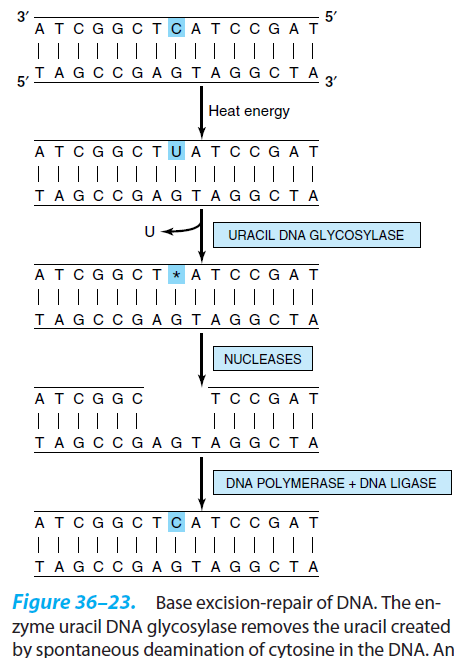 3′ 5′
A T C G G C T C A T C C G A T
T A G C C G A G T A G G C T A
5′ 3′
Heat energy
A T C G G C T U A T C C G A T
T A G C C G A G T A G G C T A
U
URACIL DNA GLYCOSYLASE
A T C G G C T * A T C C G A T
T A G C C G A G T A G G C T A
NUCLEASES
A T C G G C T C C G A T
T A G C C G A G T A G G C T A
DNA POLYMERASE + DNA LIGASE
A T C G G C T C A T C C G A T
T A G C C G A G T A G G C T A
Figure 36–23. Base excision-repair of DNA. The en-
zyme uracil DNA glycosylase removes the uracil created
by spontaneous deamination of cytosine in the DNA. An